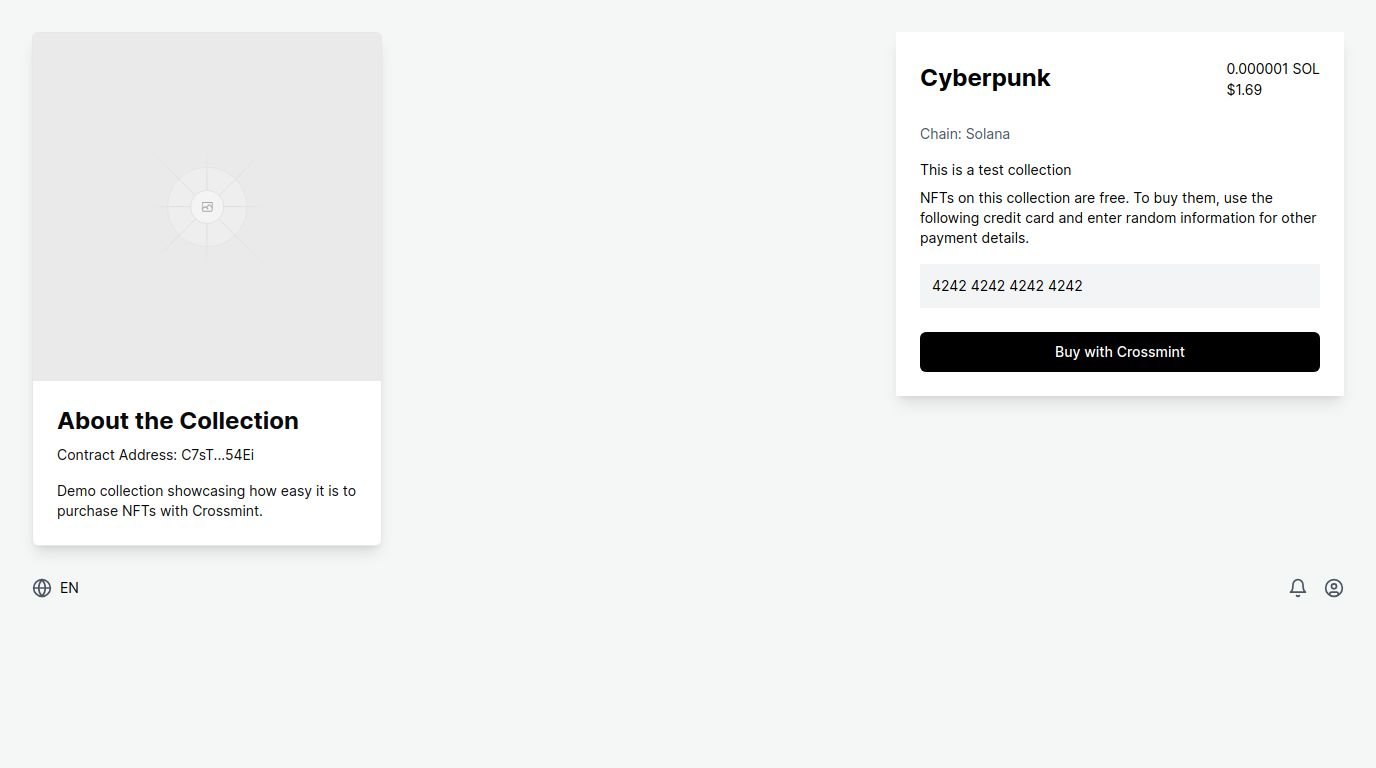 Cyberpunk
0.000001 SOL
$1.69
Chain: Solana
This is a test collection
NFTs on this collection are free. To buy them, use the
following credit card and enter random information for other
payment details.
4242 4242 4242 4242
Buy with Crossmint
About the Collection
Contract Address: C7sT...54Ei
Demo collection showcasing how easy it is to
purchase NFTs with Crossmint.
EN